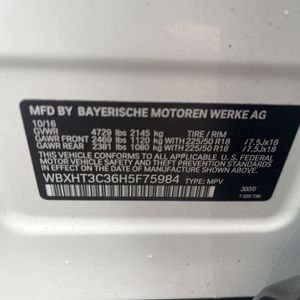 MFD BY BAYERISCHE MOTOREN WERKE AG
10/16
GVWR 4729 lbs 2145 kg TIRE / RIM
GAWR FRONT 2469 lbs 1120 kg WITH 225/50 R18 /7.5Jx18
GAWR REAR 2381 lbs 1080 kg WITH 225/50 R18 /7.5Jx18
THIS VEHICLE CONFORMS TO ALL APPLICABLE U.S. FEDERAL
MOTOR VEHICLE SAFETY STANDARDS IN EFFECT ON THE
DATE OF MANUFACTURE SHOWN ABOVE.
WBXHT3C36H5F75984 TYPE: MPV
300/0